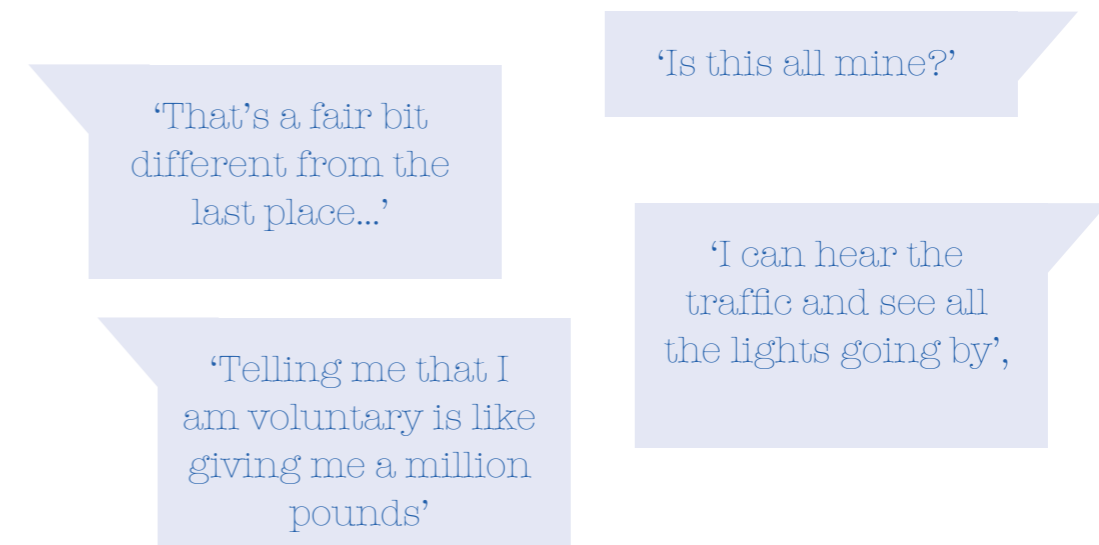 ‘Is this all mine?’
‘That’s a fair bit
different from the
last place...’
‘I can hear the
traffic and see all
the lights going by’,
‘Telling me that I
am voluntary is like
giving me a million
pounds’